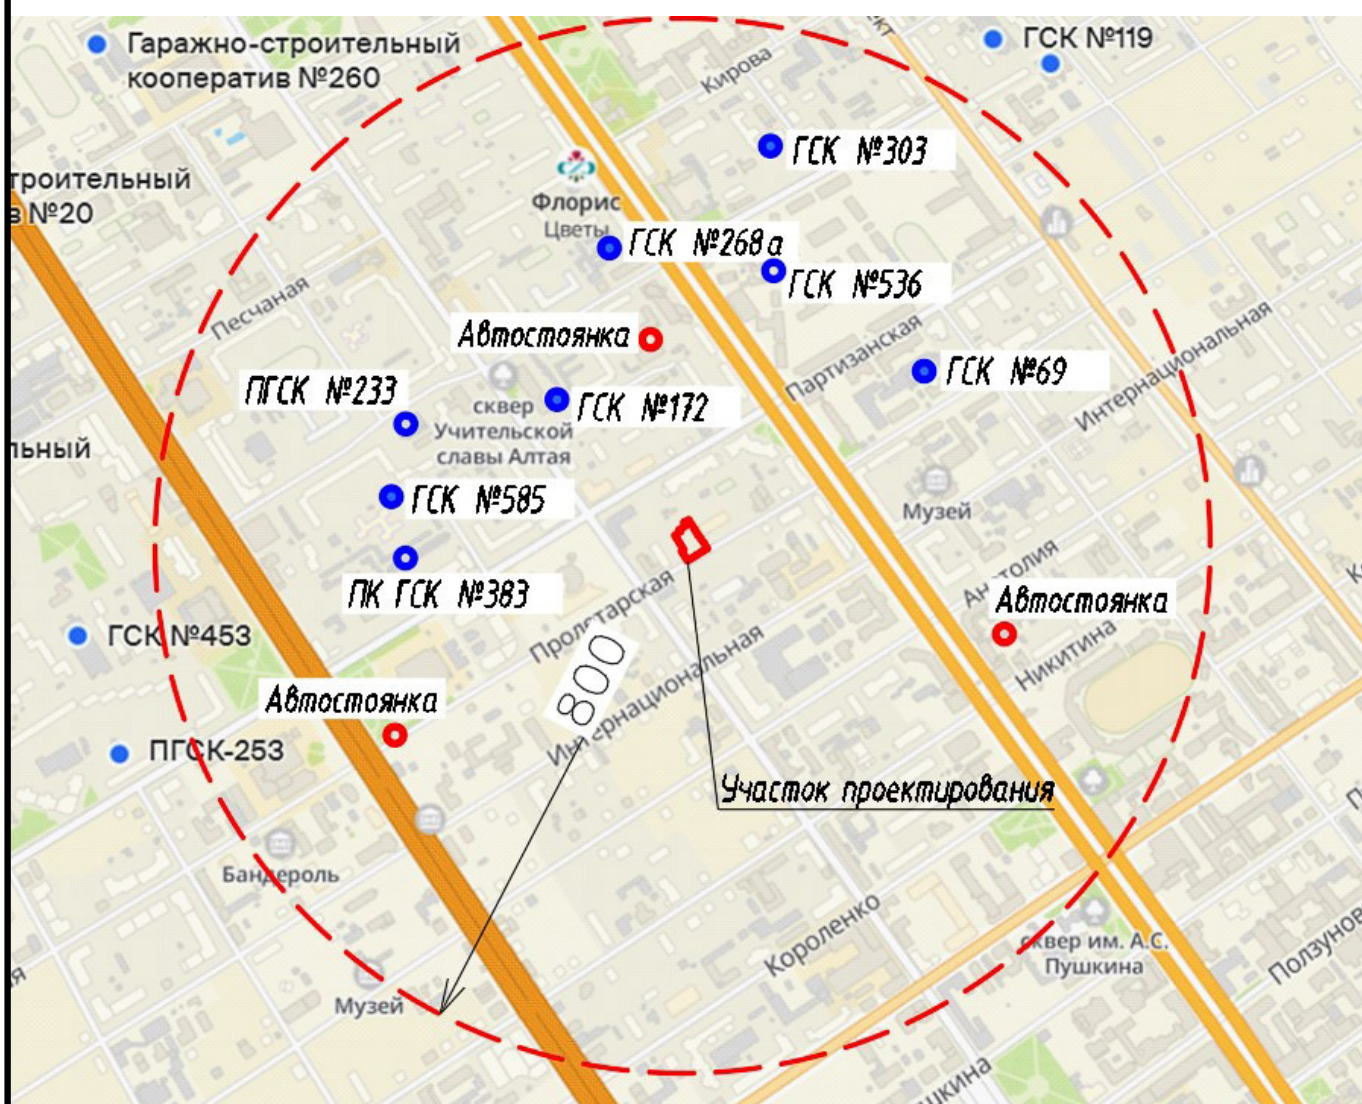 Гаражно-строительный
кооператив №260
ГСК №119
Кирова
ГСК №303
троительный
в №20
Флорис
Цветы
ГСК №268а
ГСК №536
Песчаная
Автостоянка
Партизанская
Интернациональная
ПГСК №233
ГСК №69
сквер
Учительской
славы Алтая
ГСК №172
льный
ГСК №585
Музей
ПК ГСК №383
Пролетарская
Автостоянка
Никитина
ГСК №453
800
Автостоянка
ПГСК-253
Участок проектирования
Бандероль
Короленко
сквер им. А.С.
Пушкина
Ползунов
Музей
шкина